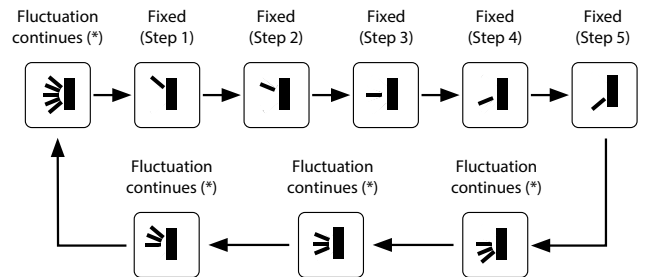 Fluctuation
continues (*)
Fixed
(Step 1)
Fixed
(Step 2)
Fixed
(Step 3)
Fixed
(Step 4)
Fixed
(Step 5)
Fluctuation
continues (*)
Fluctuation
continues (*)
Fluctuation
continues (*)